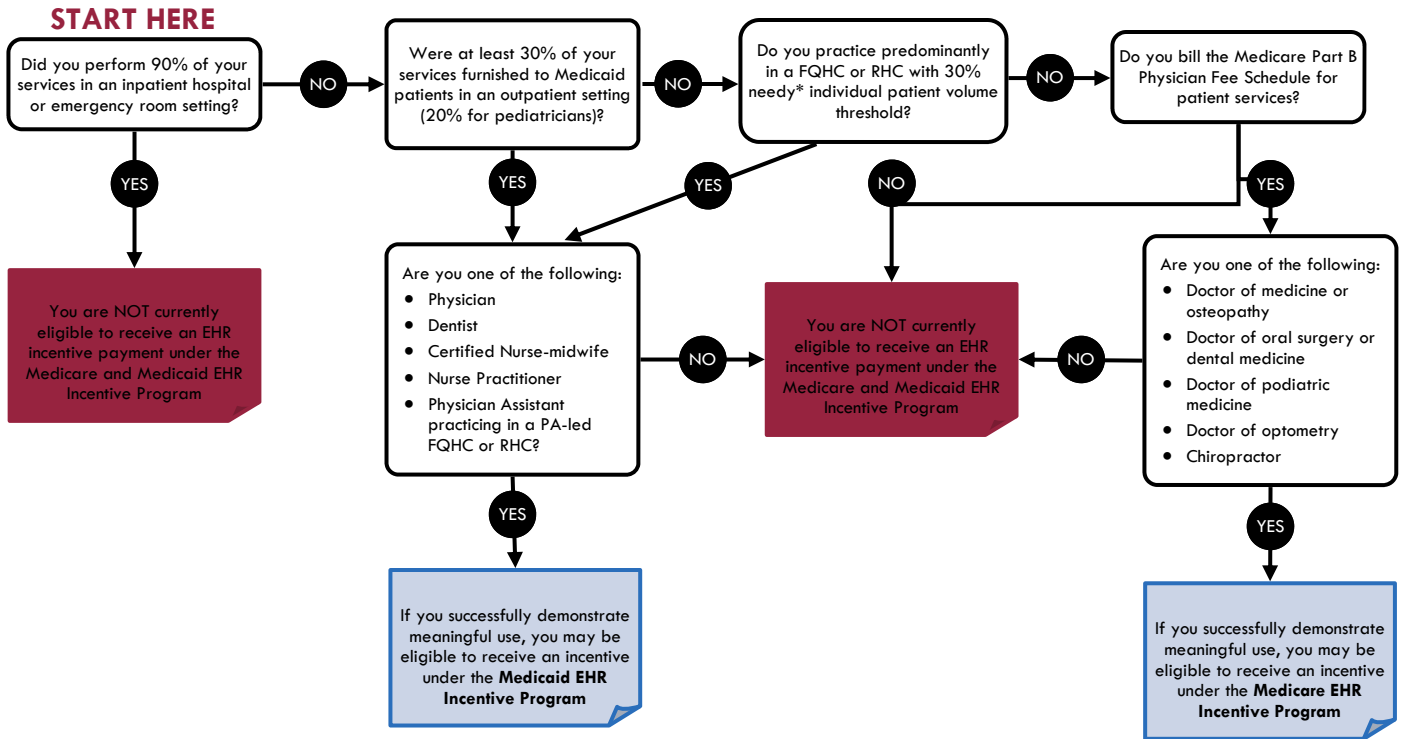 START HERE
Did you perform 90% of your
services in an inpatient hospital
or emergency room setting?
NO
Were at least 30% of your
services furnished to Medicaid
patients in an outpatient setting
(20% for pediatricians)?
NO
Do you practice predominantly
in a FQHC or RHC with 30%
needy* individual patient volume
threshold?
NO
Do you bill the Medicare Part B
Physician Fee Schedule for
patient services?
YES
YES
YES
NO
YES
You are NOT currently
eligible to receive an EHR
incentive payment under the
Medicare and Medicaid EHR
Incentive Program
Are you one of the following:
• Physician
• Dentist
• Certified Nurse-midwife
• Nurse Practitioner
• Physician Assistant
practicing in a PA-led
FQHC or RHC?
NO
You are NOT currently
eligible to receive an EHR
incentive payment under the
Medicare and Medicaid EHR
Incentive Program
NO
Are you one of the following:
• Doctor of medicine or
osteopathy
• Doctor of oral surgery or
dental medicine
• Doctor of podiatric
medicine
• Doctor of optometry
• Chiropractor
YES
YES
If you successfully demonstrate
meaningful use, you may be
eligible to receive an incentive
under the Medicaid EHR
Incentive Program
If you successfully demonstrate
meaningful use, you may be
eligible to receive an incentive
under the Medicare EHR
Incentive Program